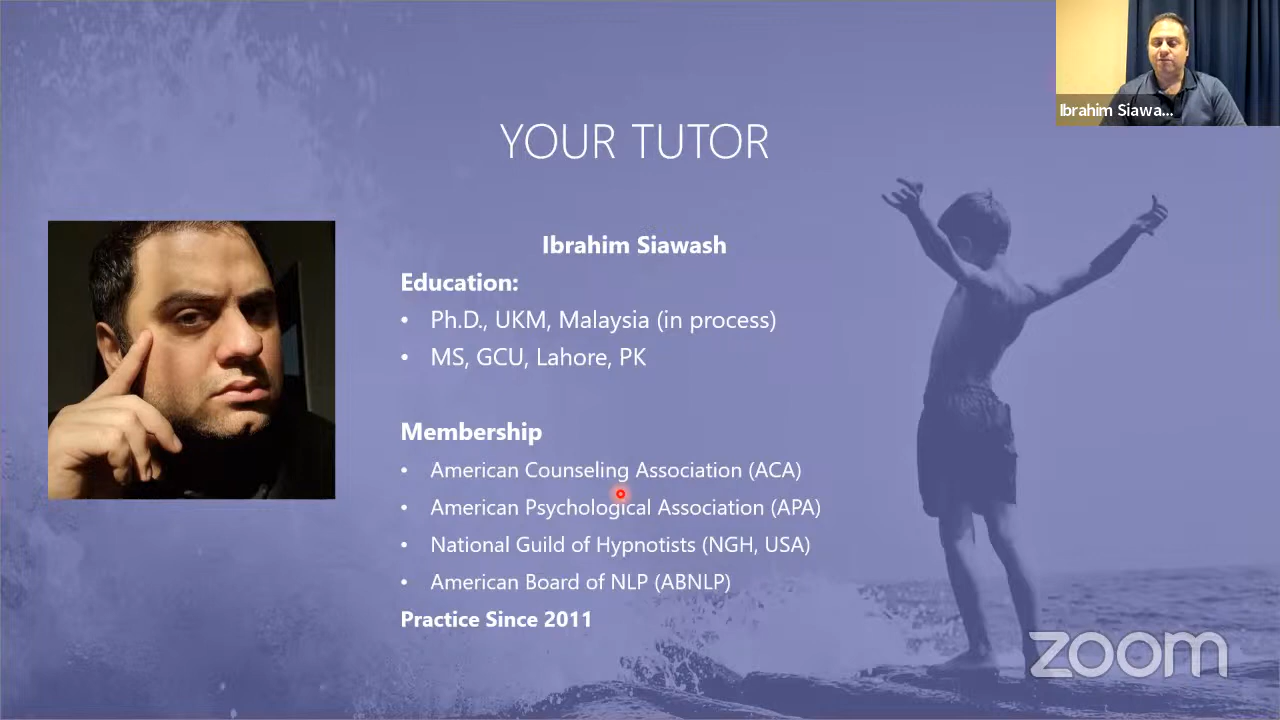 Ibrahim Siawa...
YOUR TUTOR
Ibrahim Siawash
Education:
• Ph.D., UKM, Malaysia (in process)
• MS, GCU, Lahore, PK
Membership
• American Counseling Association (ACA)
• American Psychological Association (APA)
• National Guild of Hypnotists (NGH, USA)
• American Board of NLP (ABNLP)
Practice Since 2011
zoom